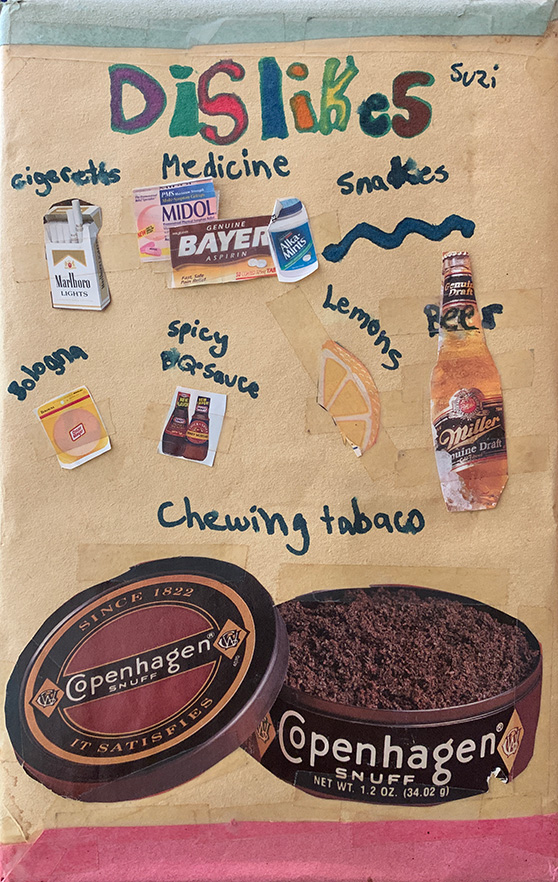 Dislikes
Suzi
Cigeretts
Medicine
Snakes
PMS
MIDOL
GENUINE
BAYER
ASPIRIN
Alka-
Mints
Marlboro
LIGHTS
Lemons
Genuine
Draft
Beer
Bologna
Spicy
BQ-Sauce
Miller
Genuine Draft
Chewing tabaco
SINCE 1822
Copenhagen®
SNUFF
CW
IT SATISFIES
Copenhagen®
SNUFF
NET WT. 1.2 OZ. (34.02 g)